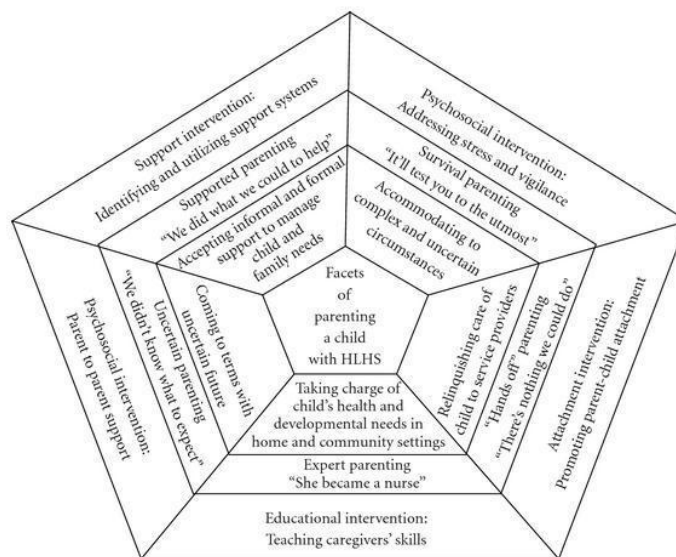 Support intervention:
Identifying and utilizing support systems
Supported parenting
“We did what we could to help”
Accepting informal and formal
support to manage
child and
family needs
Psychosocial intervention:
Addressing stress and vigilance
Survival parenting
“It’ll test you to the utmost”
Accommodating to
complex and uncertain
circumstances
Facets
of
parenting
a child
with HLHS
Psychosocial intervention:
Parent to parent support
“We didn’t know what to expect”
Uncertain parenting
Coming to terms with
uncertain future
Relinquishing care of
child to service providers
“Hands off” parenting
“There’s nothing we could do”
Attachment intervention:
Promoting parent-child attachment
Taking charge of
child’s health and
developmental needs in
home and community settings
Expert parenting
“She became a nurse”
Educational intervention:
Teaching caregivers’ skills